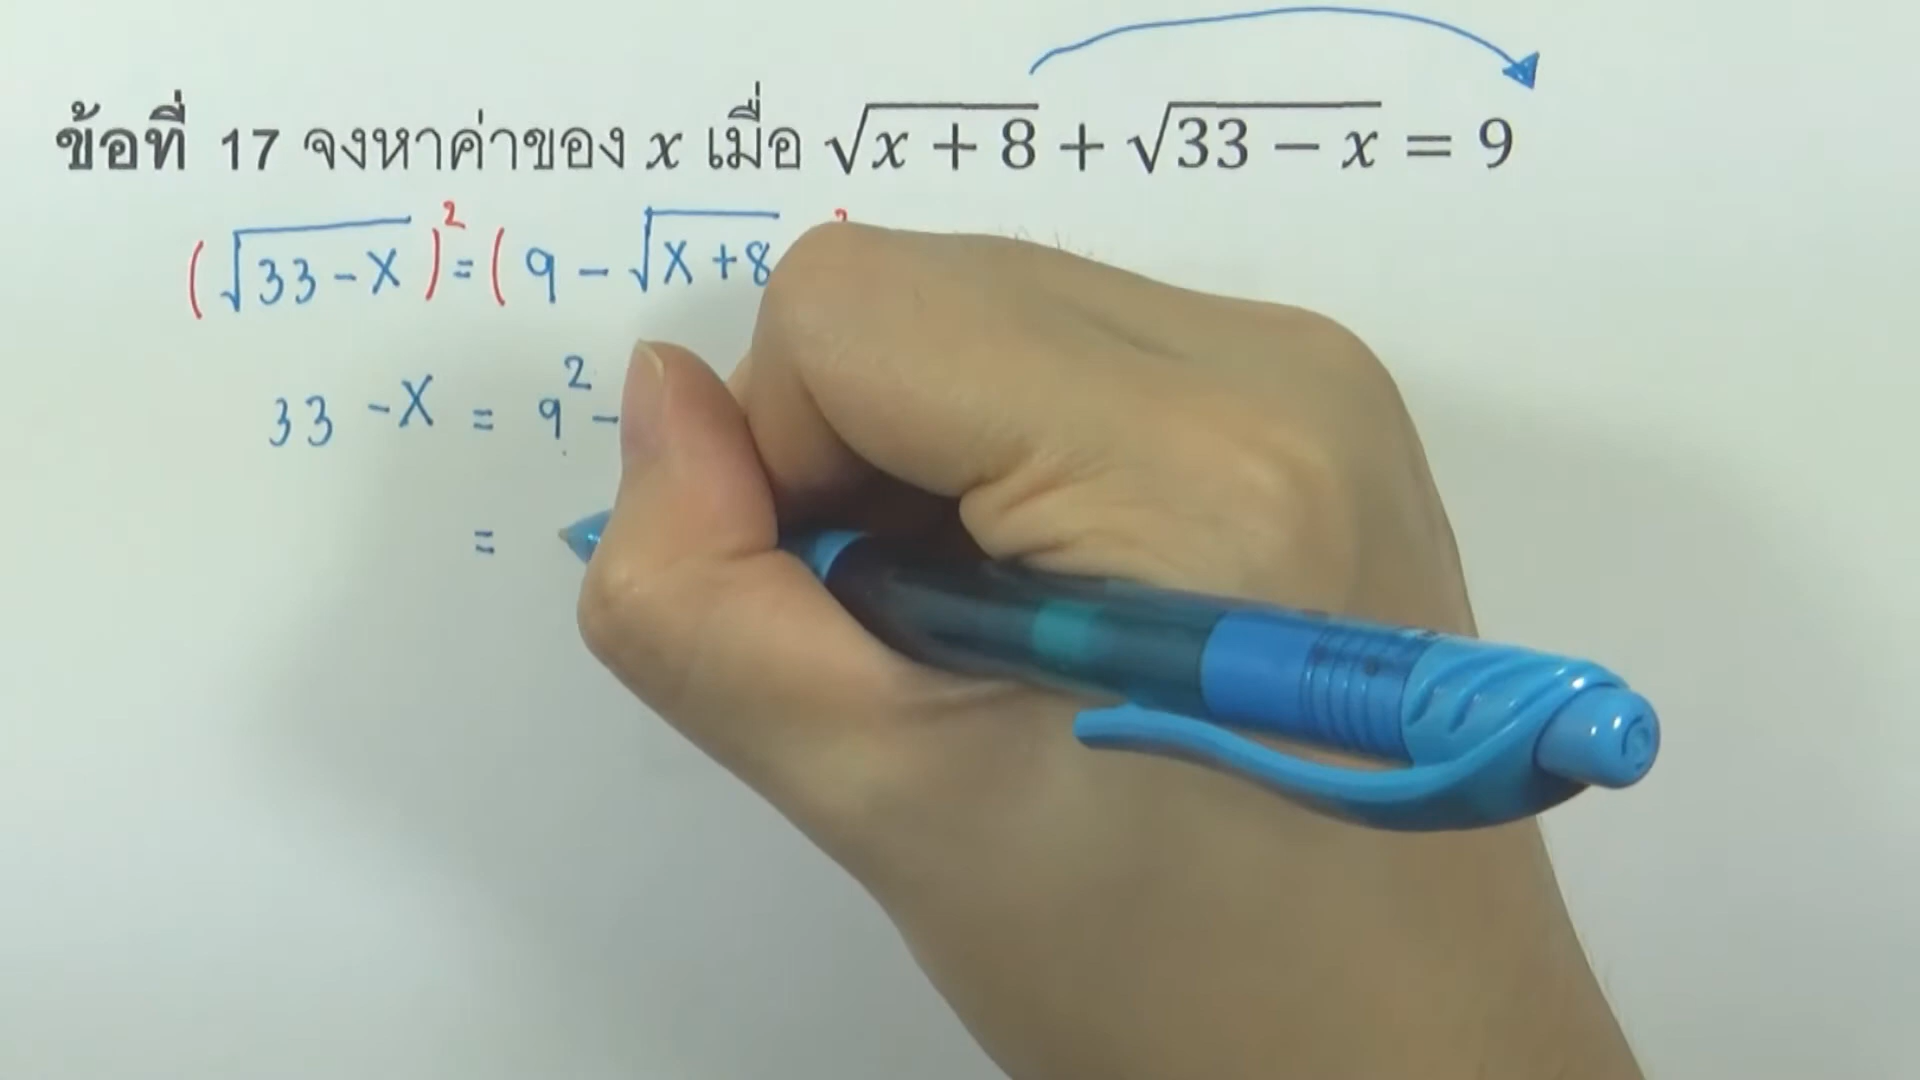 ข้อที่ 17 จงหาค่าของ x เมื่อ √(x + 8) + √(33 − x) = 9
(√(33 − x))² = (9 − √(x + 8
33 − x = 9² −
=